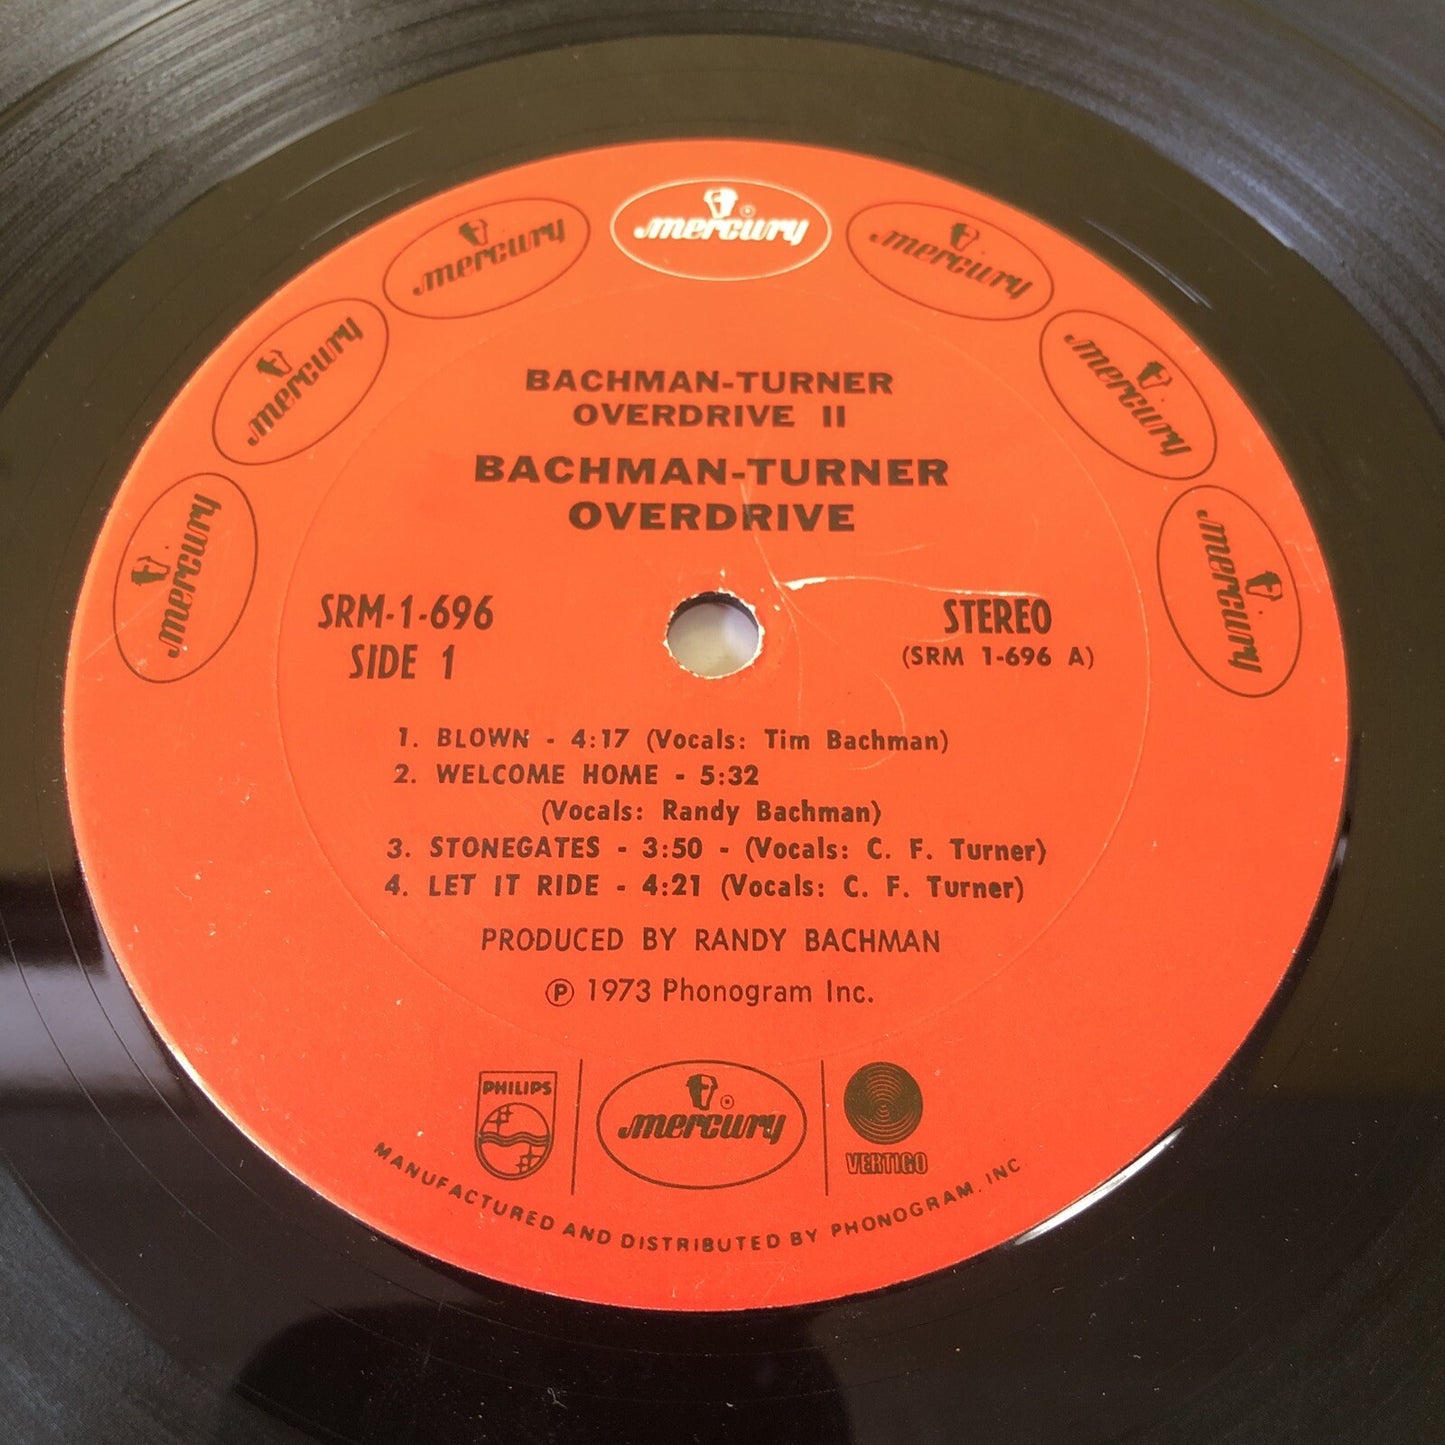 mercury
mercury
mercury
mercury ®
mercury
mercury
mercury
BACHMAN-TURNER
OVERDRIVE II
BACHMAN-TURNER
OVERDRIVE
SRM-1-696
SIDE 1
STEREO
(SRM 1-696 A)
1. BLOWN - 4:17 (Vocals: Tim Bachman)
2. WELCOME HOME - 5:32
(Vocals: Randy Bachman)
3. STONEGATES - 3:50 - (Vocals: C. F. Turner)
4. LET IT RIDE - 4:21 (Vocals: C. F. Turner)
PRODUCED BY RANDY BACHMAN
Ⓟ 1973 Phonogram Inc.
PHILIPS
mercury ®
VERTIGO
MANUFACTURED AND DISTRIBUTED BY PHONOGRAM, INC.